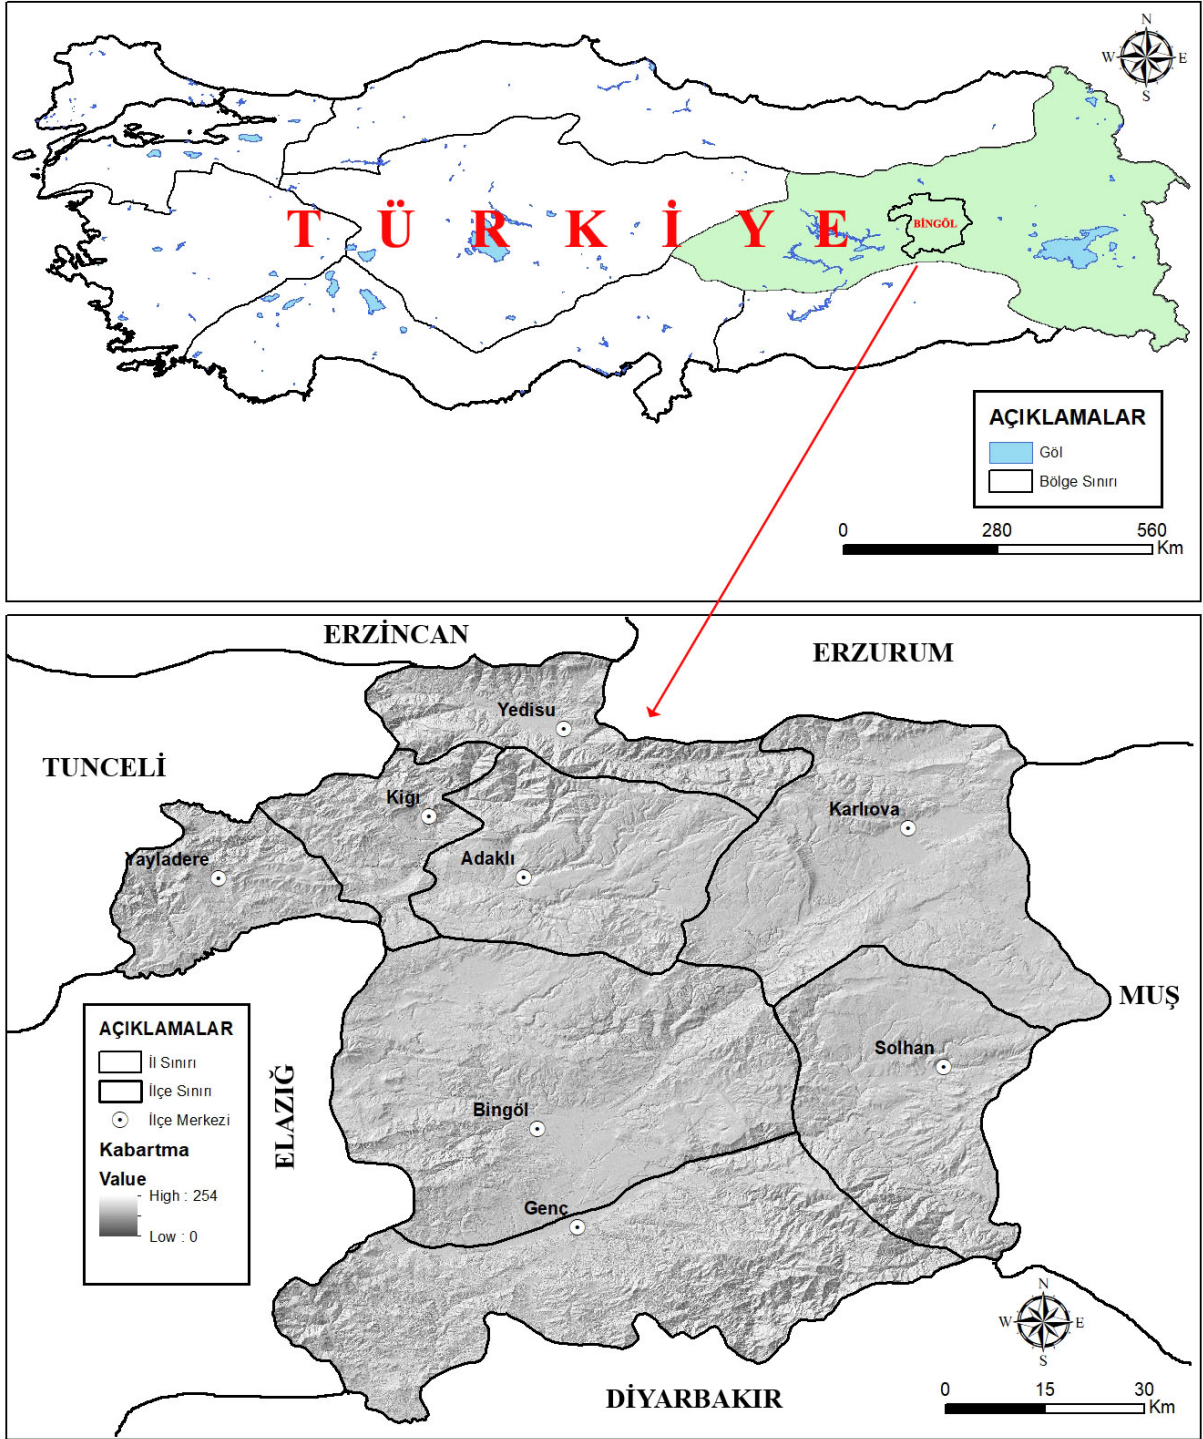 N
W E
S
T Ü R K İ Y E
BİNGÖL
AÇIKLAMALAR
Göl
Bölge Sınırı
0 280 560
Km
ERZİNCAN
ERZURUM
Yedisu
TUNCELİ
Kiğı
Karlıova
Yayladere
Adaklı
MUŞ
AÇIKLAMALAR
İl Sınırı
İlçe Sınırı
İlçe Merkezi
Kabartma
Value
High : 254
Low : 0
ELAZIĞ
Solhan
Bingöl
Genç
N
W E
S
DİYARBAKIR
0 15 30
Km